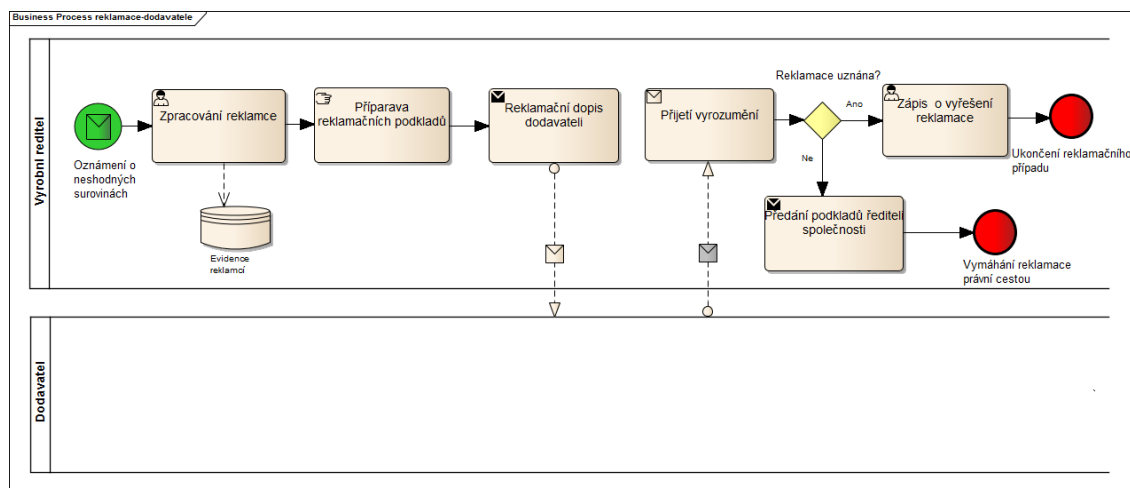 Business Process reklamace-dodavatele
Vyrobní reditel
Oznámení o
neshodných
surovinách
Zpracování reklamce
Evidence
reklamcí
Příparava
reklamačních podkladů
Reklamační dopis
dodavateli
Přijetí vyrozumění
Reklamace uznána?
Ano
Ne
Zápis o vyřešení
reklamace
Ukončení reklamačního
případu
Předání podkladů řediteli
společnosti
Vymáhání reklamace
právní cestou
Dodavatel